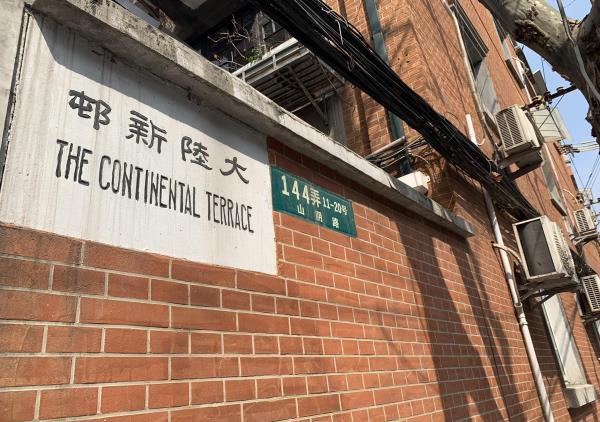 大陸新邨
THE CONTINENTAL TERRACE
144弄 11-20号
山阴路